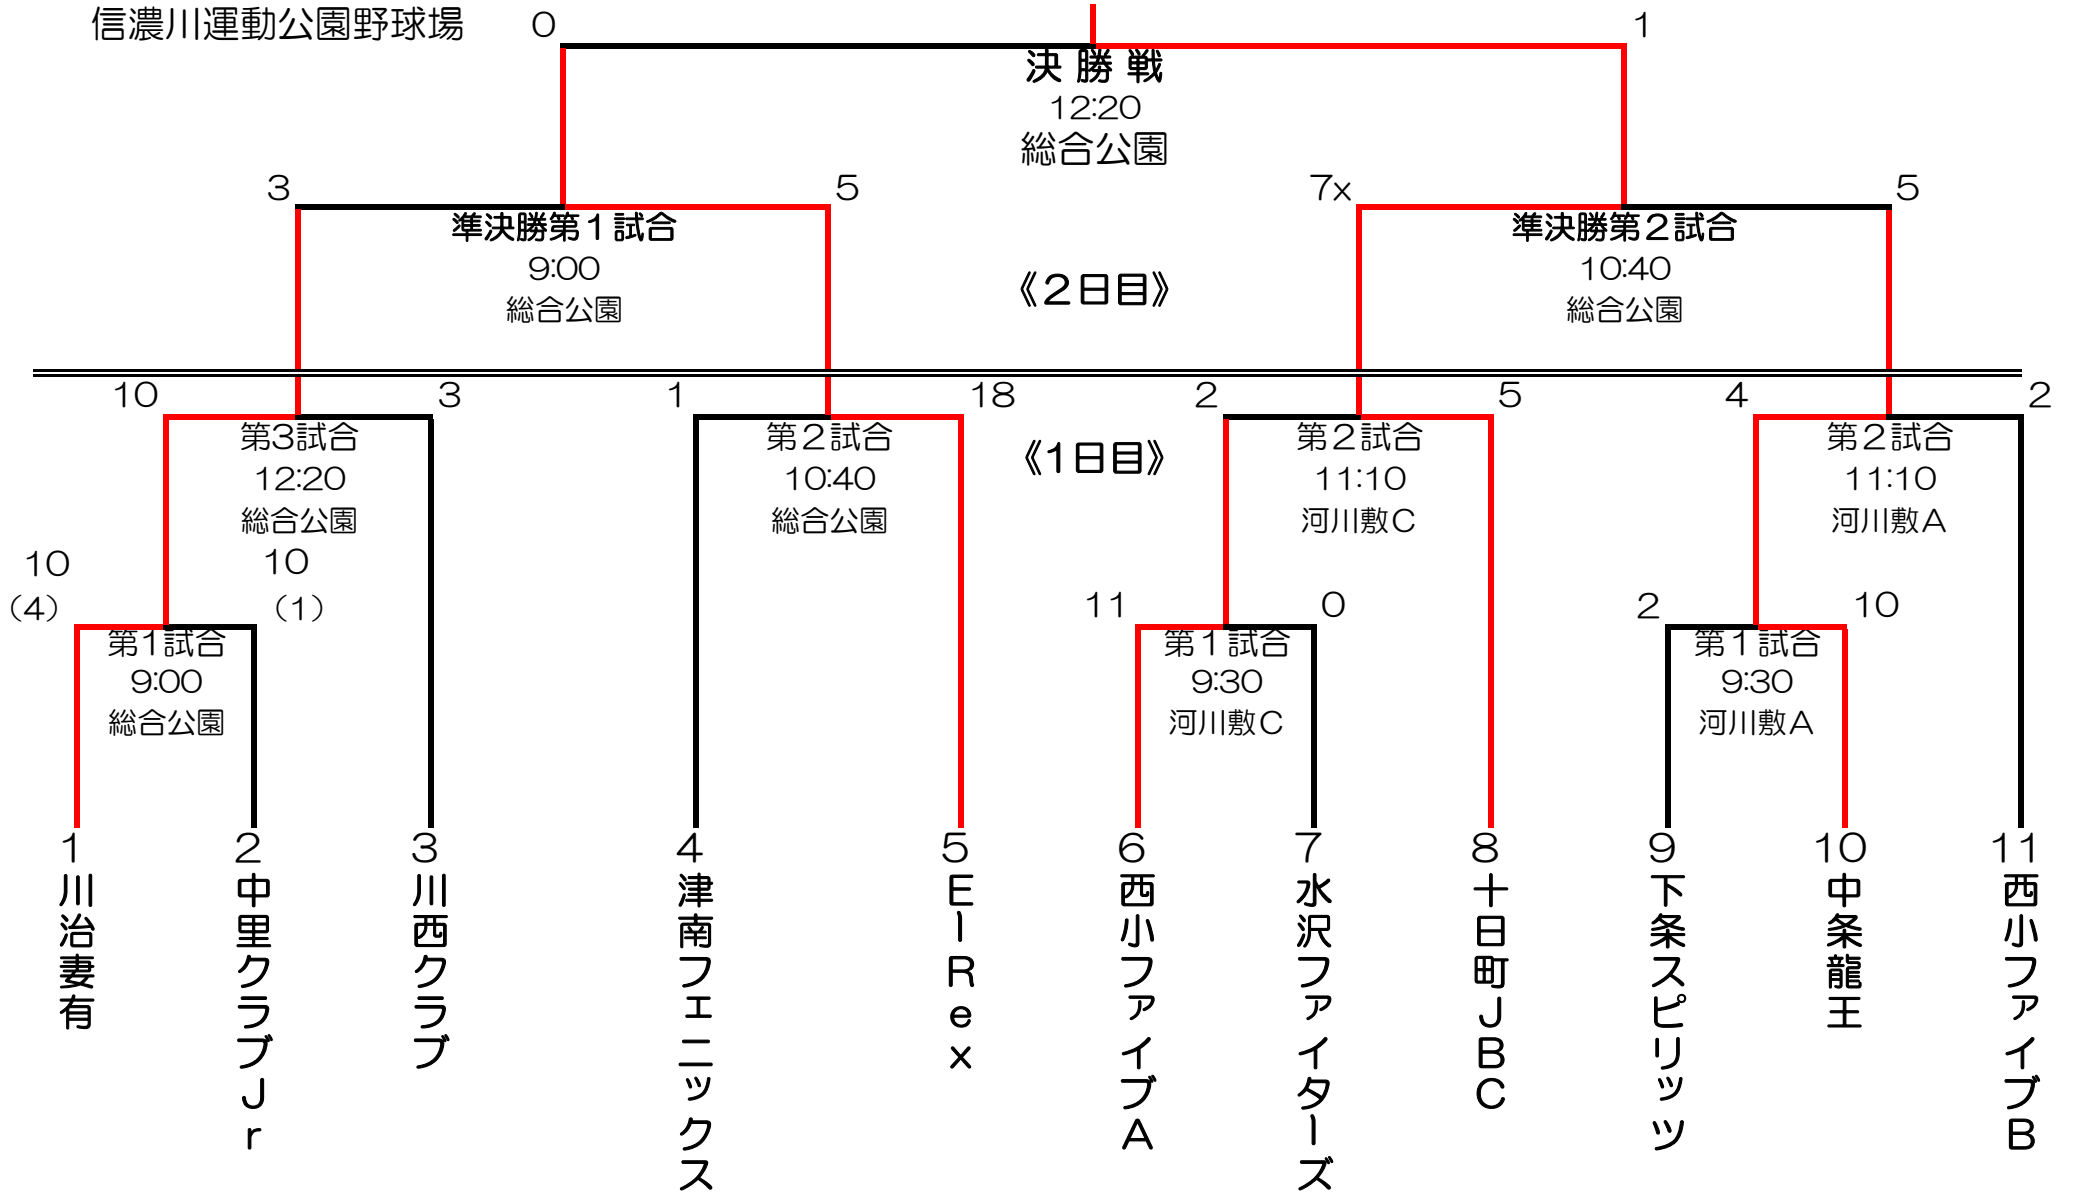 信濃川運動公園野球場
0
1
決勝戦
12:20
総合公園
3
5
7x
5
準決勝第１試合
9:00
総合公園
準決勝第２試合
10:40
総合公園
《２日目》
10
3
1
18
2
5
4
2
第3試合
12:20
総合公園
第２試合
10:40
総合公園
《１日目》
第２試合
11:10
河川敷Ｃ
第２試合
11:10
河川敷Ａ
10
(4)
10
(1)
11
0
2
10
第１試合
9:00
総合公園
第１試合
9:30
河川敷Ｃ
第１試合
9:30
河川敷Ａ
1
川治妻有
2
中里クラブＪｒ
3
川西クラブ
4
津南フェニックス
5
ＥーＲｅｘ
6
西小ファイブＡ
7
水沢ファイターズ
8
十日町ＪＢＣ
9
下条スピリッツ
10
中条龍王
11
西小ファイブＢ